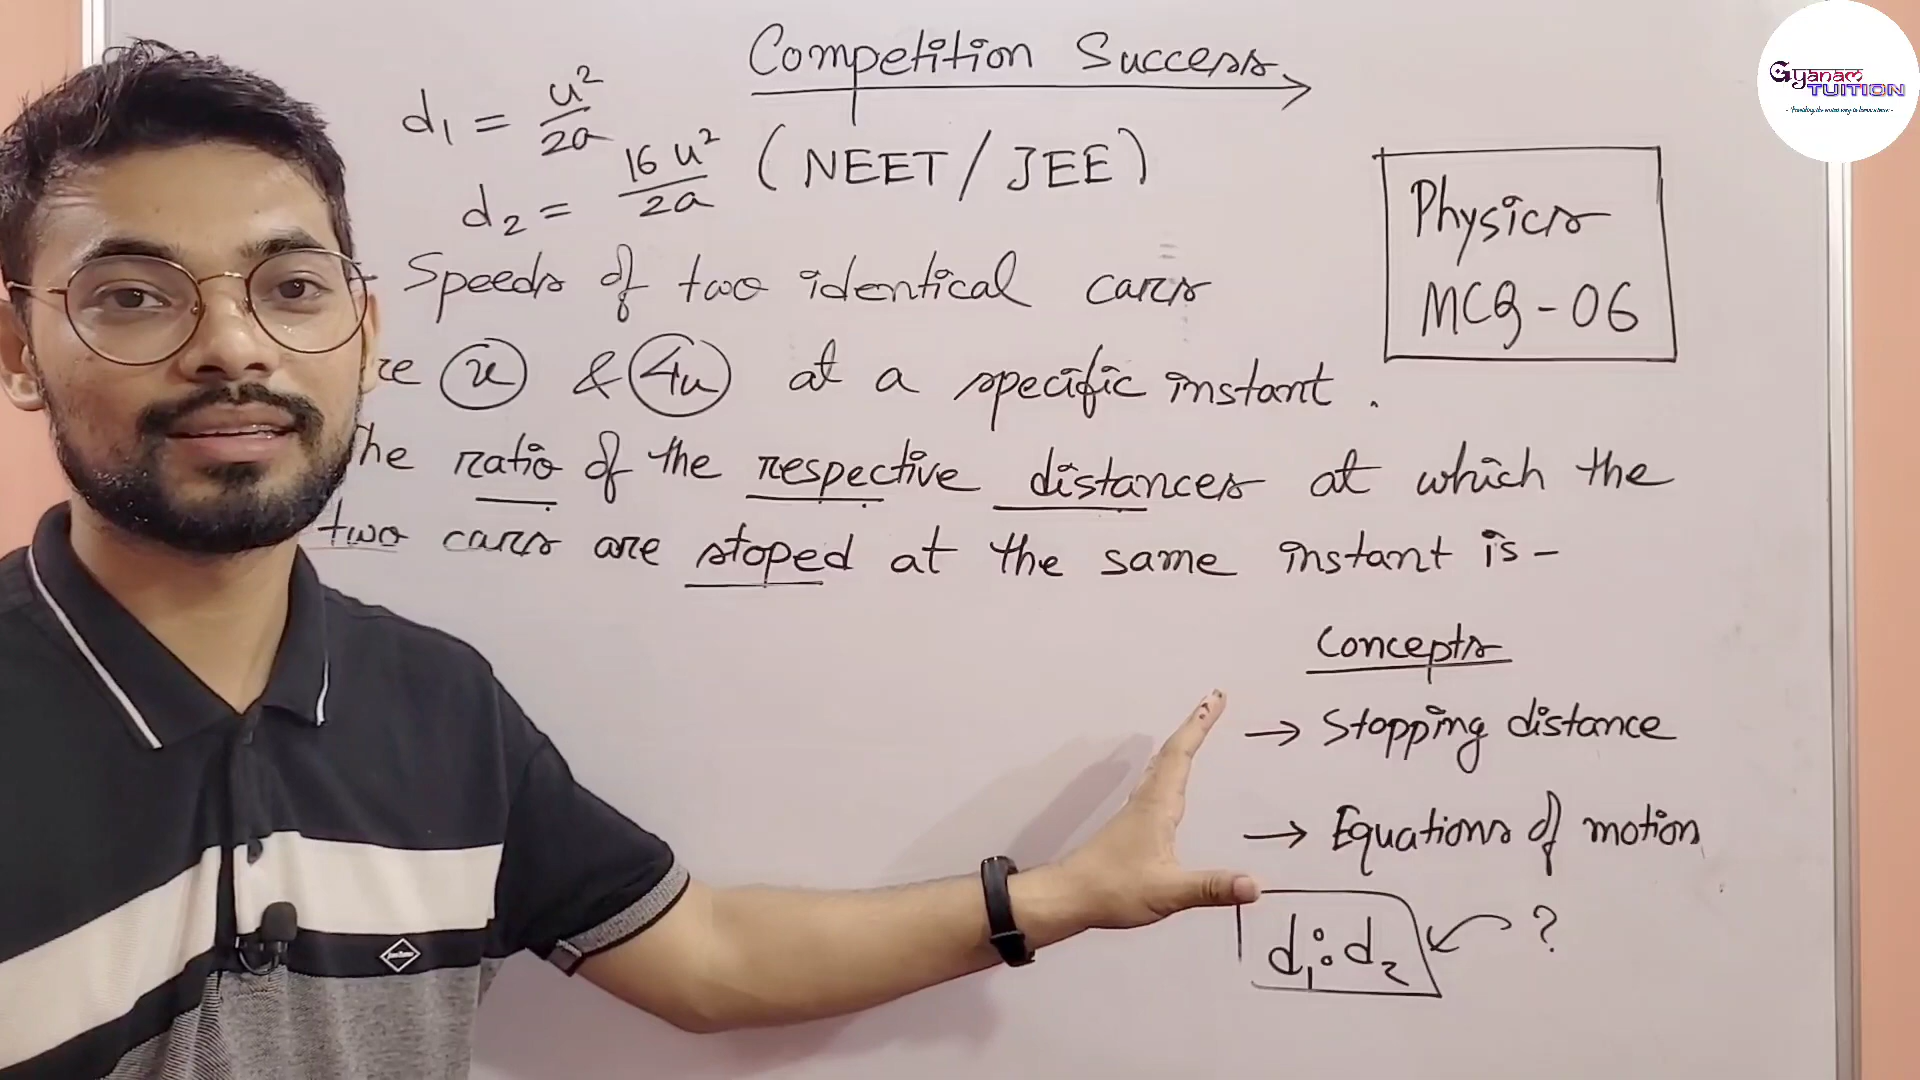 Competition Success
d₁ = u²/2a
(NEET / JEE)
d₂ = 16u²/2a
Gyanam
TUITION
Physics
MCQ-06
Speeds of two identical cars
re u & 4u at a specific instant.
The ratio of the respective distances at which the
two cars are stoped at the same instant is -
Concepts
→ Stopping distance
→ Equations of motion
d₁:d₂ ?